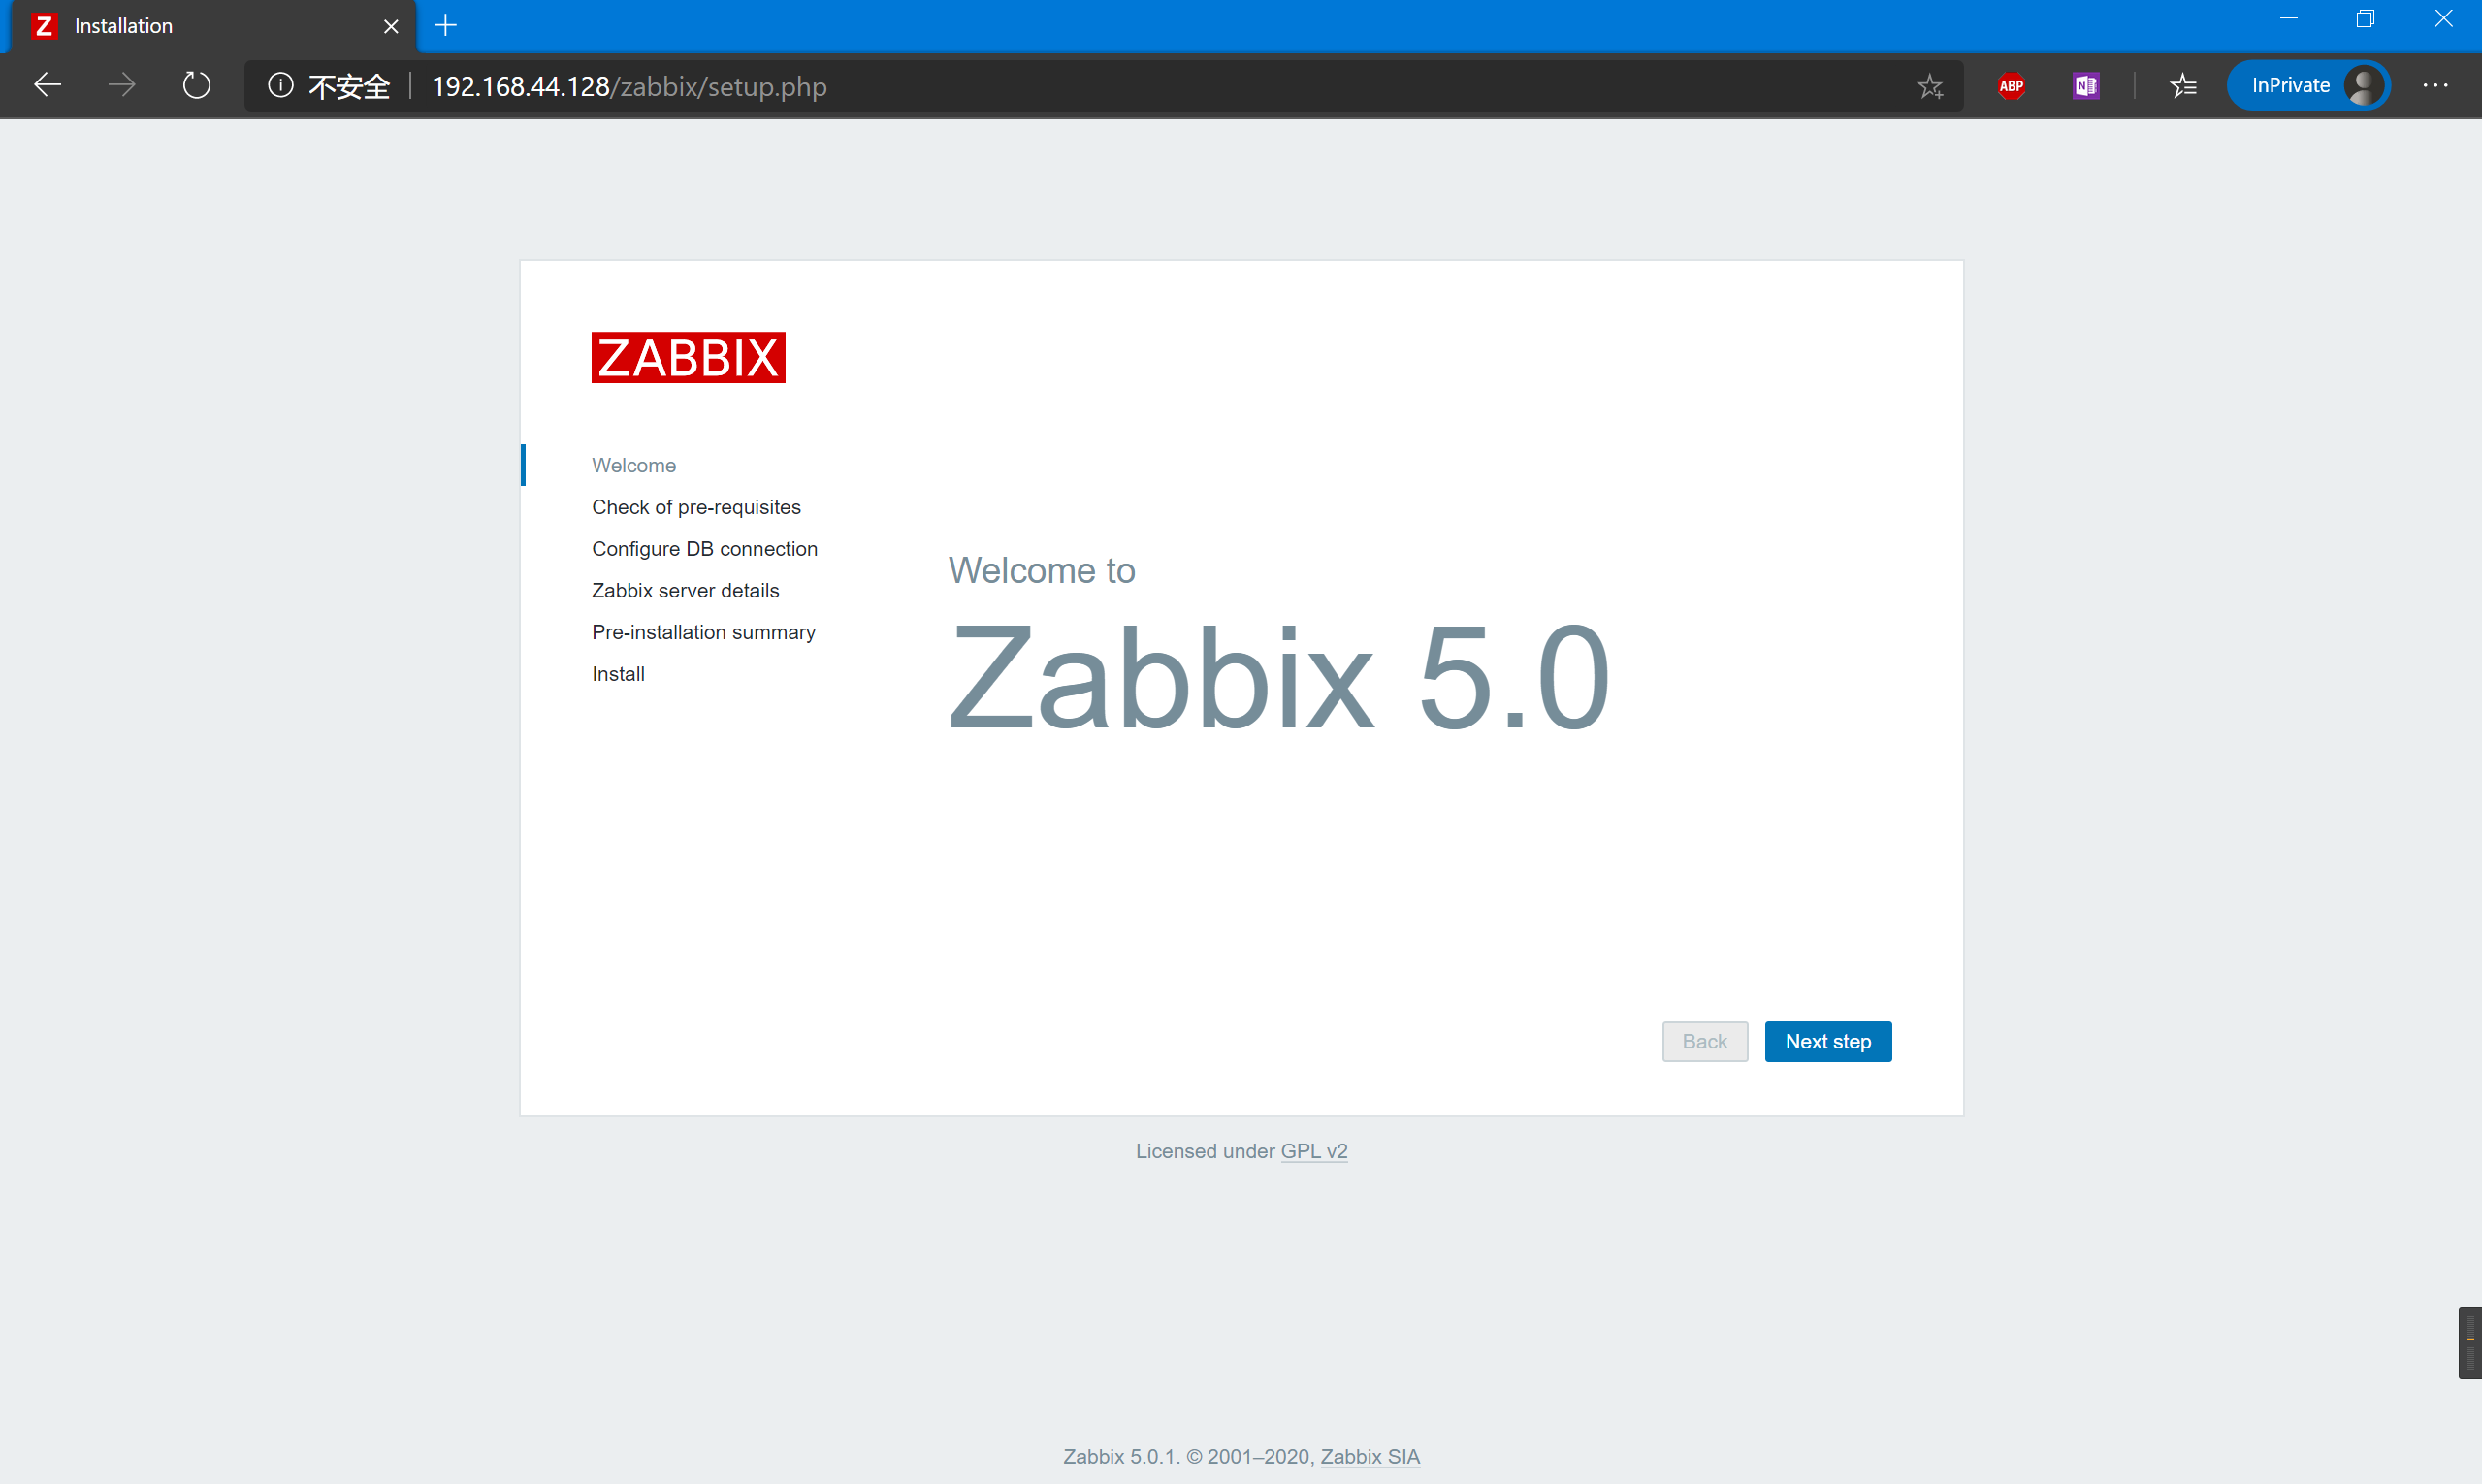 Z Installation
不安全 192.168.44.128/zabbix/setup.php ABP N InPrivate
ZABBIX
Welcome
Check of pre-requisites
Configure DB connection
Zabbix server details
Pre-installation summary
Install
Welcome to
Zabbix 5.0
Back Next step
Licensed under GPL v2
Zabbix 5.0.1. © 2001–2020, Zabbix SIA